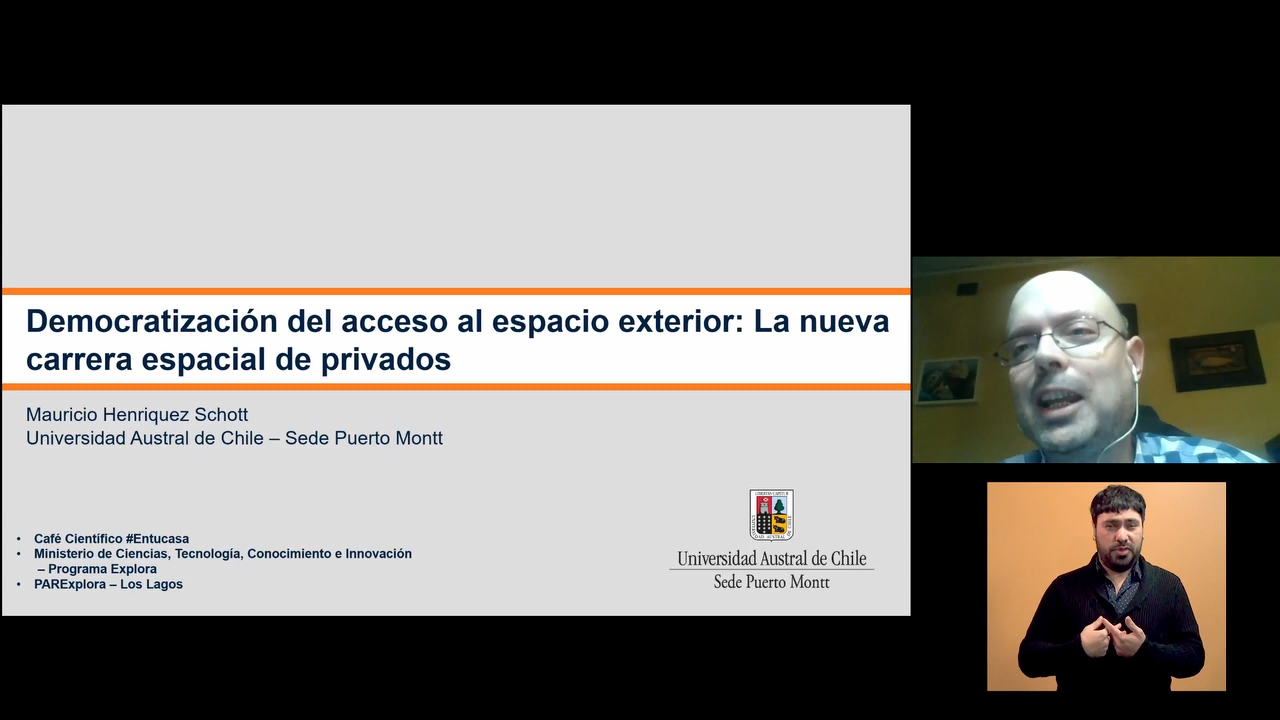 Democratización del acceso al espacio exterior: La nueva
carrera espacial de privados
Mauricio Henriquez Schott
Universidad Austral de Chile – Sede Puerto Montt
• Café Científico #Entucasa
• Ministerio de Ciencias, Tecnología, Conocimiento e Innovación
– Programa Explora
• PARExplora – Los Lagos
LIBERTAS CAPITUR
Universidad Austral de Chile
Sede Puerto Montt